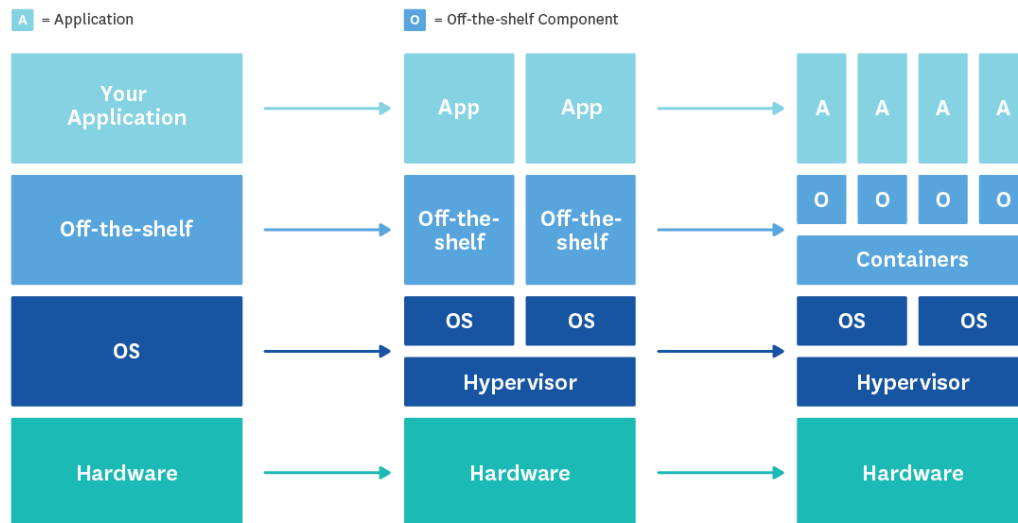 A = Application
O = Off-the-shelf Component
Your
Application
App
App
A
A
A
A
Off-the-shelf
Off-the-
shelf
Off-the-
shelf
O
O
O
O
Containers
OS
OS
OS
OS
OS
Hypervisor
Hypervisor
Hardware
Hardware
Hardware